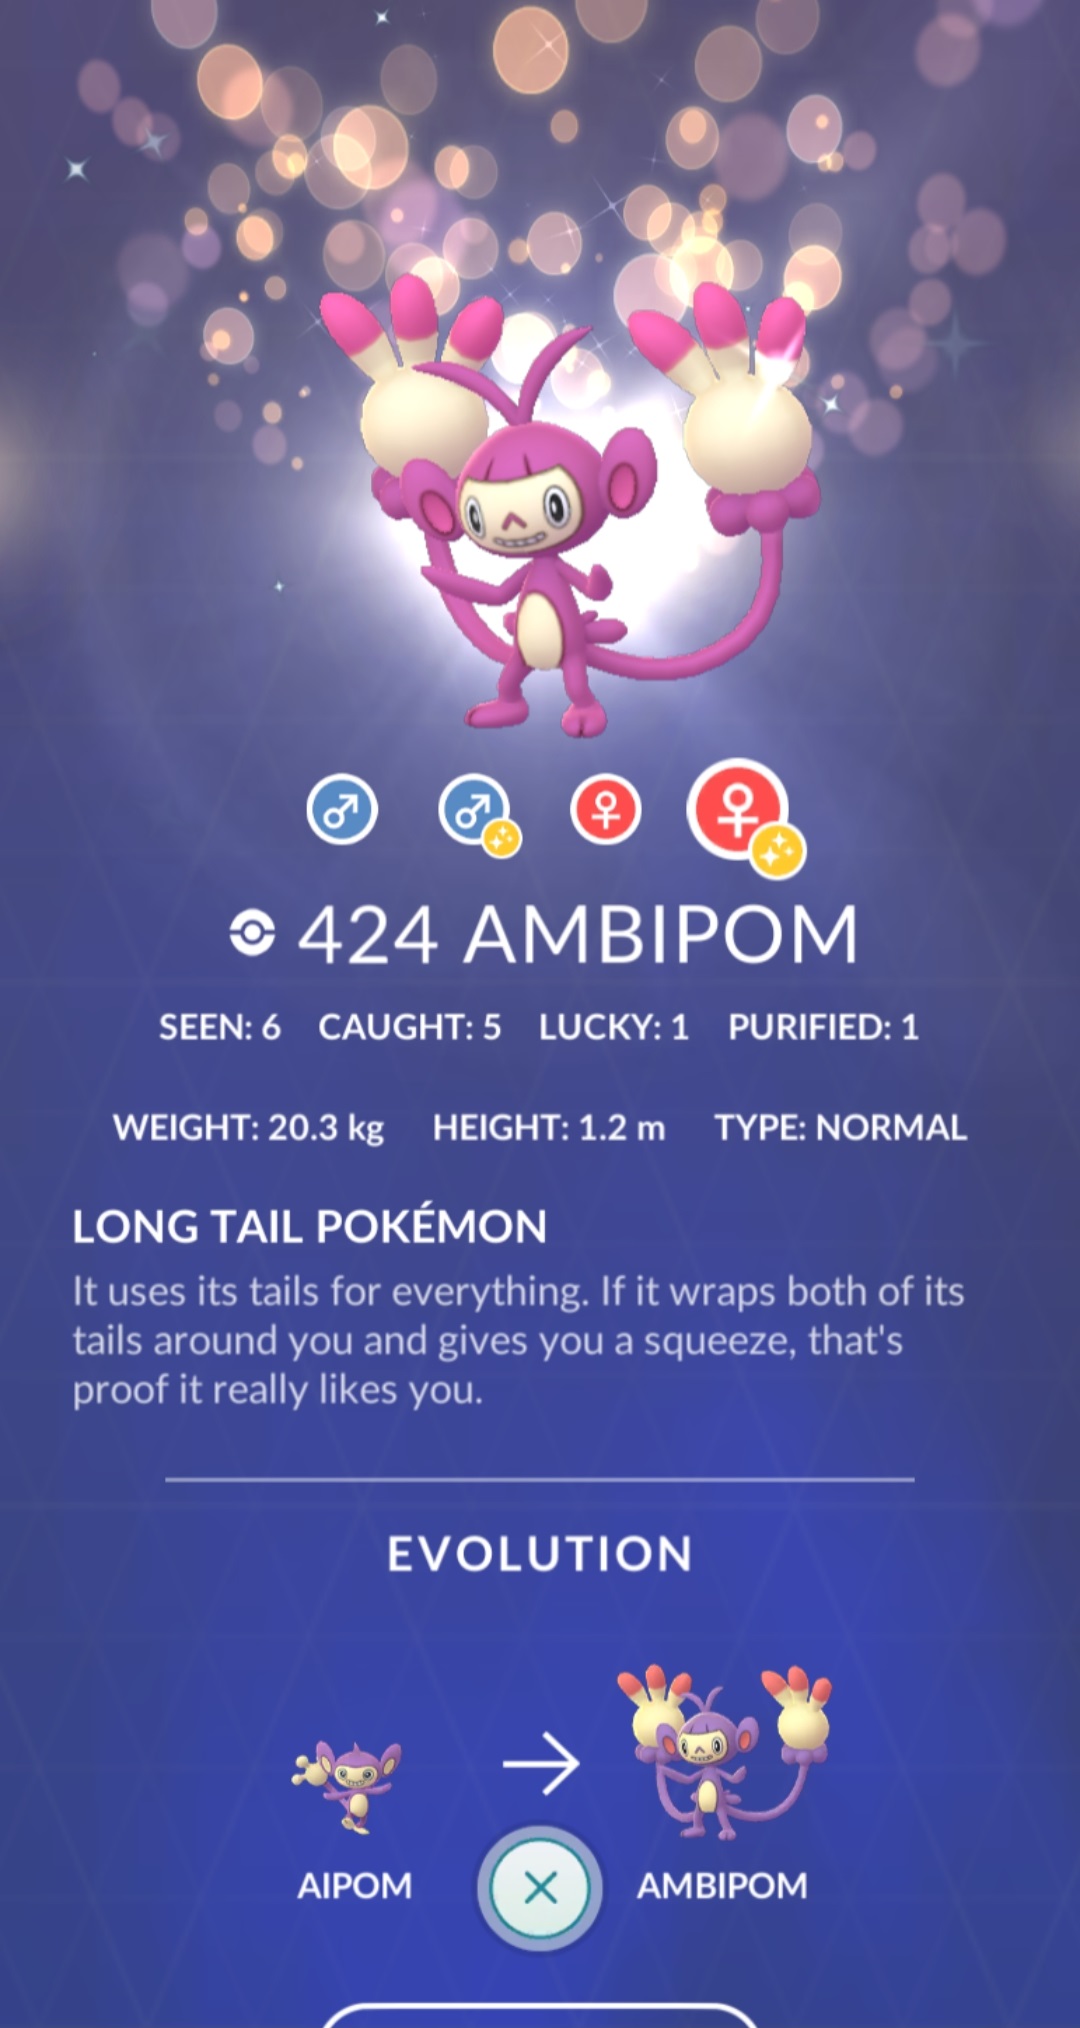 424 AMBIPOM
SEEN: 6 CAUGHT: 5 LUCKY: 1 PURIFIED: 1
WEIGHT: 20.3 kg HEIGHT: 1.2 m TYPE: NORMAL
LONG TAIL POKÉMON
It uses its tails for everything. If it wraps both of its
tails around you and gives you a squeeze, that's
proof it really likes you.
EVOLUTION
AIPOM AMBIPOM